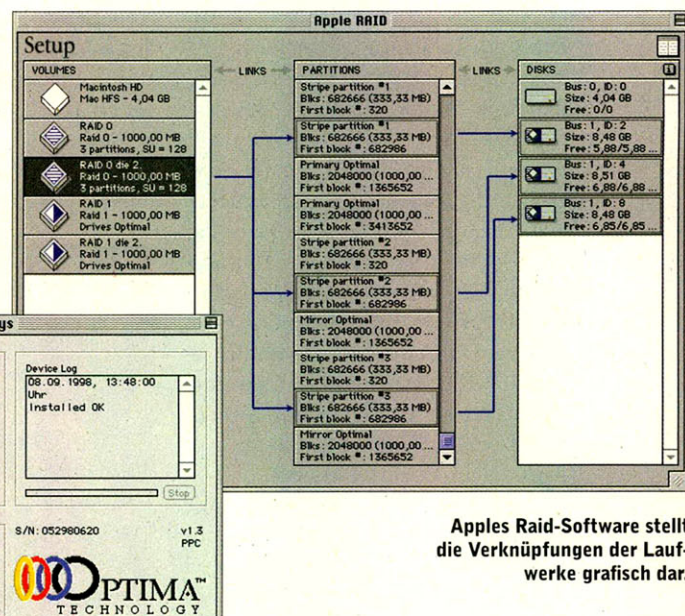 Apple RAID
Setup
VOLUMES
LINKS
PARTITIONS
LINKS
DISKS
Macintosh HD
Mac HFS - 4,04 GB
RAID 0
Raid 0 - 1000,00 MB
3 partitions, SU = 128
RAID 0 die 2.
Raid 0 - 1000,00 MB
3 partitions, SU = 128
RAID 1
Raid 1 - 1000,00 MB
Drives Optimal
RAID 1 die 2.
Raid 1 - 1000,00 MB
Drives Optimal
Stripe partition #1
Blks: 682666 (333,33 MB)
First block #: 320
Stripe partition #1
Blks: 682666 (333,33 MB)
First block #: 682986
Primary Optimal
Blks: 2048000 (1000,00 ...
First block #: 1365652
Primary Optimal
Blks: 2048000 (1000,00 ...
First block #: 3413652
Stripe partition #2
Blks: 682666 (333,33 MB)
First block #: 320
Stripe partition #2
Blks: 682666 (333,33 MB)
First block #: 682986
Mirror Optimal
Blks: 2048000 (1000,00 ...
First block #: 1365652
Stripe partition #3
Blks: 682666 (333,33 MB)
First block #: 320
Stripe partition #3
Blks: 682666 (333,33 MB)
First block #: 682986
Mirror Optimal
Blks: 2048000 (1000,00 ...
First block #: 1365652
Bus: 0, ID: 0
Size: 4,04 GB
Free: 0/0
Bus: 1, ID: 2
Size: 8,48 GB
Free: 5,88/5,88 ...
Bus: 1, ID: 4
Size: 8,51 GB
Free: 6,88/6,88 ...
Bus: 1, ID: 8
Size: 8,48 GB
Free: 6,85/6,85 ...
ys
Device Log
08.09.1998, 13:48:00
Uhr
Installed OK
Stop
S/N: 052980620
v1.3
PPC
OPTIMA™
TECHNOLOGY
Apples Raid-Software stellt
die Verknüpfungen der Lauf-
werke grafisch dar.